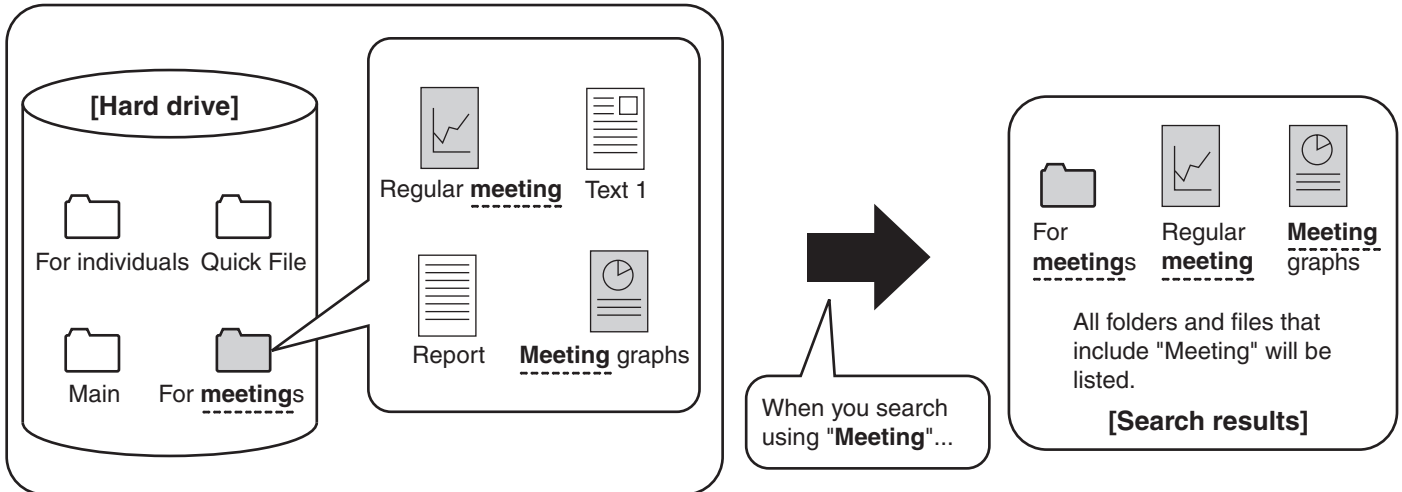 [Hard drive]
For individuals
Quick File
Main
For meetings
Regular meeting
Text 1
Report
Meeting graphs
When you search
using "Meeting"...
For
meetings
Regular
meeting
Meeting
graphs
All folders and files that
include "Meeting" will be
listed.
[Search results]